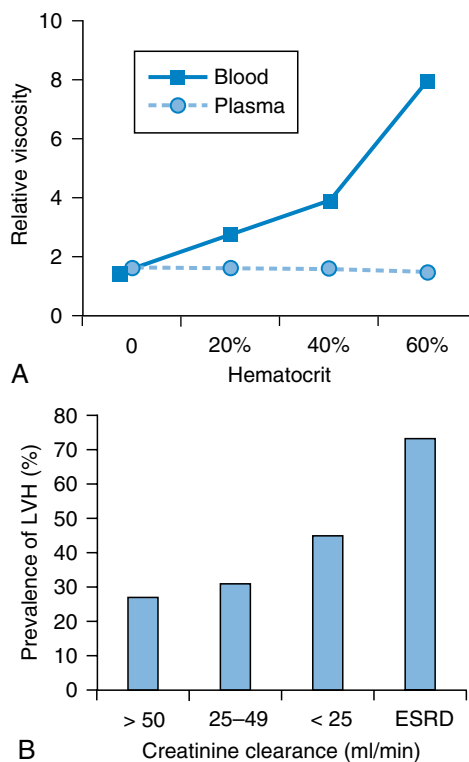 10
8
6
4
2
0
Relative viscosity
Blood
Plasma
0 20% 40% 60%
Hematocrit
A
80
70
60
50
40
30
20
10
0
Prevalence of LVH (%)
> 50 25–49 < 25 ESRD
Creatinine clearance (ml/min)
B